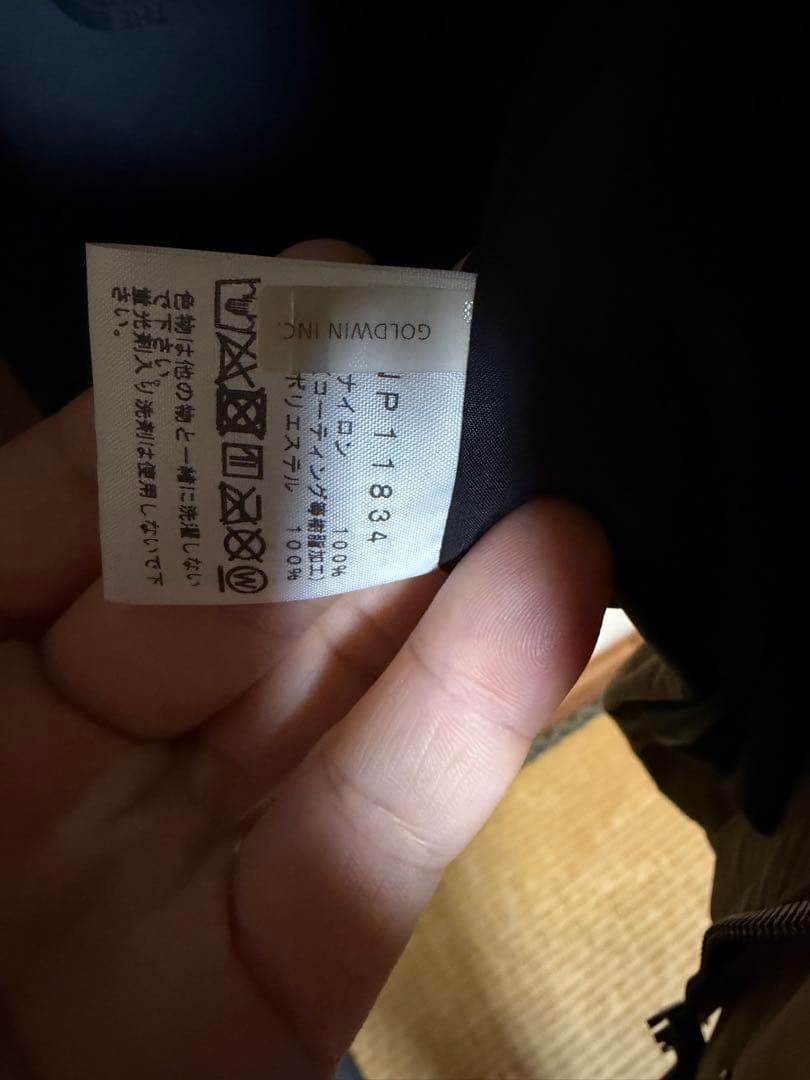 GOLDWIN INC.
P11834
ナイロン 100%
コーティング等樹脂加工)
ポリエステル 100%
W
色物は他の物と一緒に洗濯しない
で下さい。
蛍光剤入り洗剤は使用しないで下
さい。